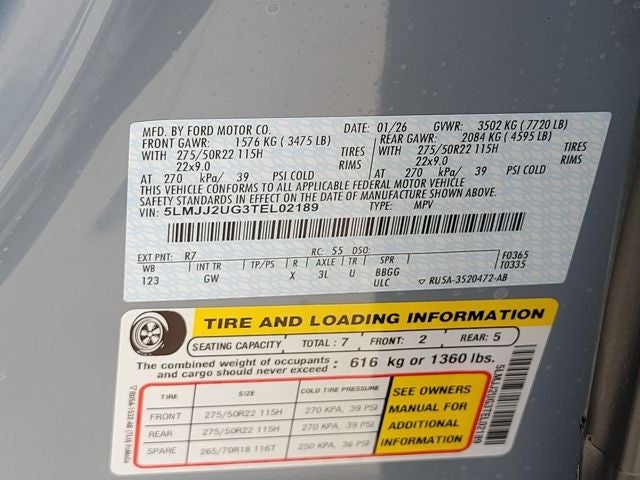 MFD. BY FORD MOTOR CO. DATE: 01/26 GVWR: 3502 KG ( 7720 LB)
FRONT GAWR: 1576 KG ( 3475 LB) REAR GAWR: 2084 KG ( 4595 LB)
WITH 275/50R22 115H TIRES WITH 275/50R22 115H TIRES
22x9.0 RIMS 22x9.0 RIMS
AT 270 kPa/ 39 PSI COLD AT 270 kPa/ 39 PSI COLD
THIS VEHICLE CONFORMS TO ALL APPLICABLE FEDERAL MOTOR VEHICLE
SAFETY STANDARDS IN EFFECT ON THE DATE OF MANUFACTURE SHOWN ABOVE.
VIN: 5LMJJ2UG3TEL02189 TYPE: MPV
EXT PNT: R7 RC: 55 DSO: F0365
WB INT TR TP/PS R AXLE TR SPR T0335
123 GW X 3L U BBGG
ULC ▽ RU5A-3520472-AB
TIRE AND LOADING INFORMATION
SEATING CAPACITY TOTAL : 7 FRONT: 2 REAR: 5
The combined weight of occupants and cargo should never exceed : 616 kg or 1360 lbs.
TIRE SIZE COLD TIRE PRESSURE
FRONT 275/50R22 115H 270 KPA, 39 PSI
REAR 275/50R22 115H 270 KPA, 39 PSI
SPARE 265/70R18 116T 250 KPA, 36 PSI
SEE OWNERS
MANUAL FOR
ADDITIONAL
INFORMATION
5LMJJ2UG3TEL02189